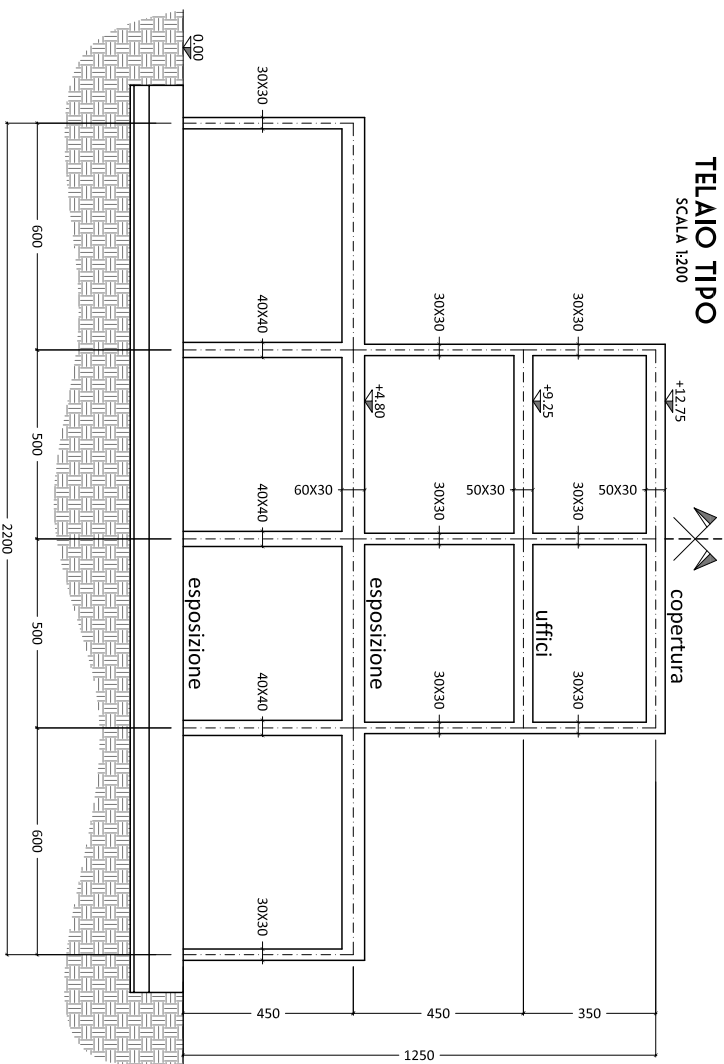 TELAIO TIPO
SCALA 1:200
copertura
+12.75
50X30
30X30
30X30
30X30
uffici
+9.25
50X30
30X30
30X30
30X30
esposizione
+4.80
60X30
30X30
40X40
40X40
40X40
30X30
esposizione
0.00
350
450
450
1250
600
500
500
600
2200